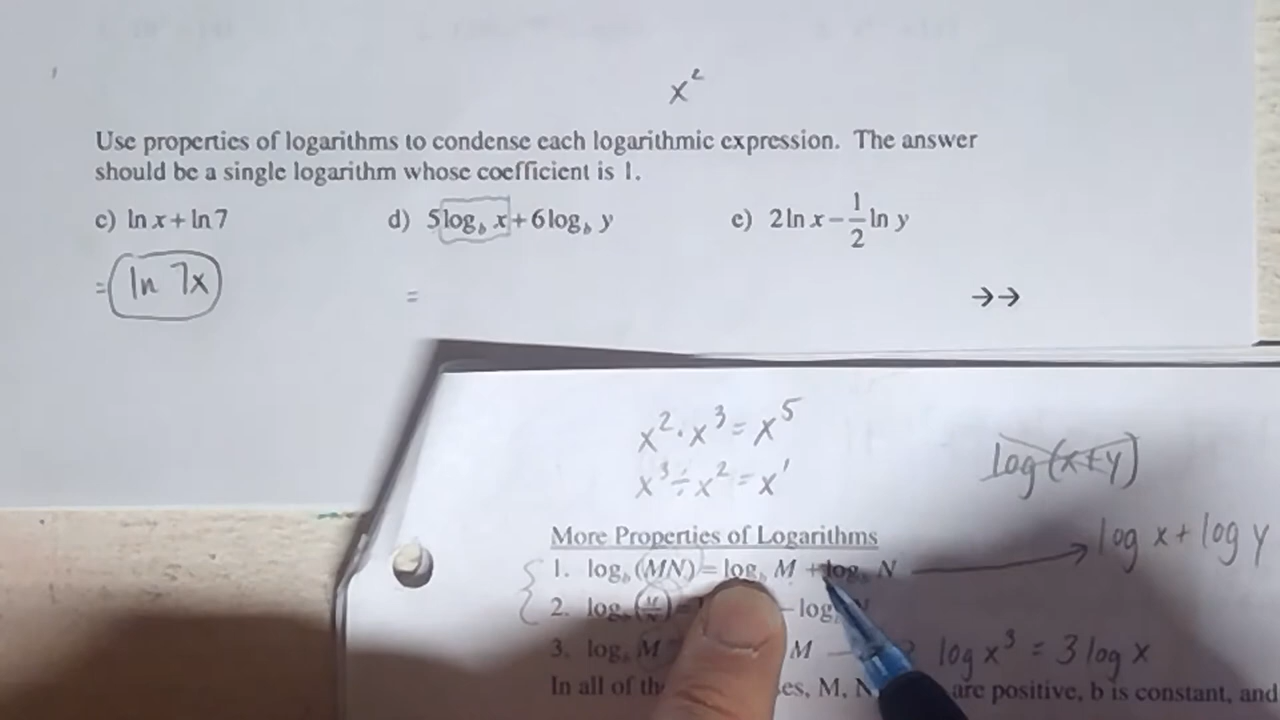 x²
Use properties of logarithms to condense each logarithmic expression. The answer
should be a single logarithm whose coefficient is 1.
c) ln x + ln 7 d) 5 log_b x + 6 log_b y e) 2 ln x − 1/2 ln y
= ln 7x = →→
x² · x³ = x⁵
x³ ÷ x² = x¹
log(x+y)
More Properties of Logarithms
log x + log y
1. log_b (MN) = log_b M + log_b N
2. log_b (M/N) = − log N
3. log_b M M log x³ = 3 log x
In all of es, M, N are positive, b is constant, and